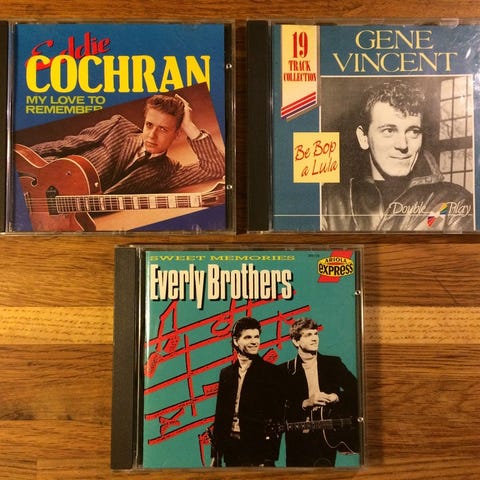 Eddie
COCHRAN
MY LOVE TO
REMEMBER
19
TRACK
COLLECTION
GENE
VINCENT
Be Bop
a Lula
Double Play
SWEET MEMORIES
Everly Brothers
ARIOLA
express